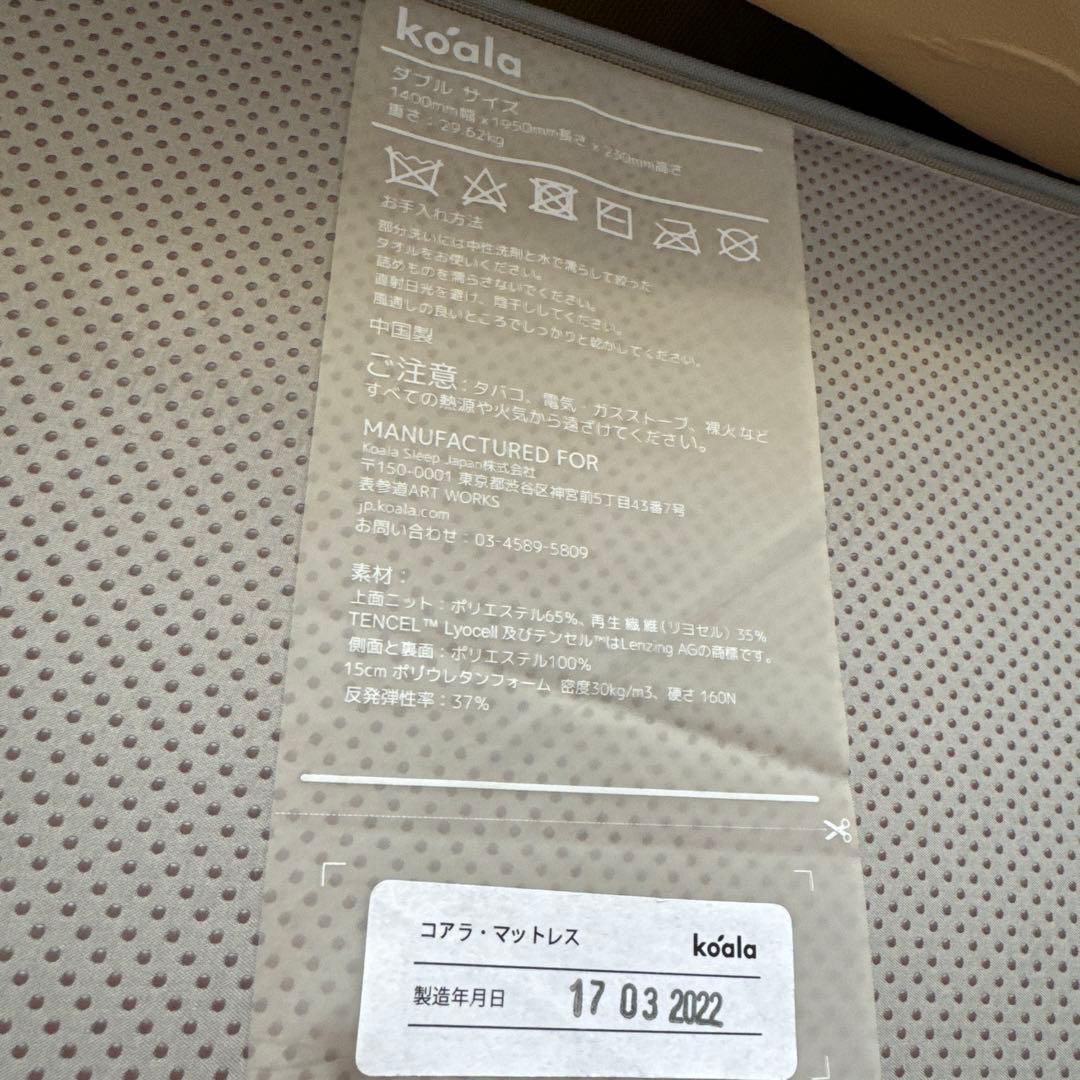 koala
ダブル サイズ
1400mm幅 x 1950mm長さ x 230mm高さ
重さ：29.62kg
お手入れ方法
部分洗いには中性洗剤と水で濡らして絞った
タオルをお使いください。
詰めものを濡らさないでください。
直射日光を避け、陰干ししてください。
風通しの良いところでしっかりと乾かしてください。
中国製
ご注意：タバコ、電気・ガスストーブ、裸火など
すべての熱源や火気から遠ざけてください。
MANUFACTURED FOR
Koala Sleep Japan株式会社
〒150-0001 東京都渋谷区神宮前5丁目43番7号
表参道ART WORKS
jp.koala.com
お問い合わせ：03-4589-5809
素材：
上面ニット：ポリエステル65%、再生繊維(リヨセル) 35%
TENCEL™ Lyocell 及びテンセル™はLenzing AGの商標です。
側面と裏面：ポリエステル100%
15cm ポリウレタンフォーム 密度30kg/m3、硬さ 160N
反発弾性率：37%
コアラ・マットレス koala
製造年月日 17 03 2022